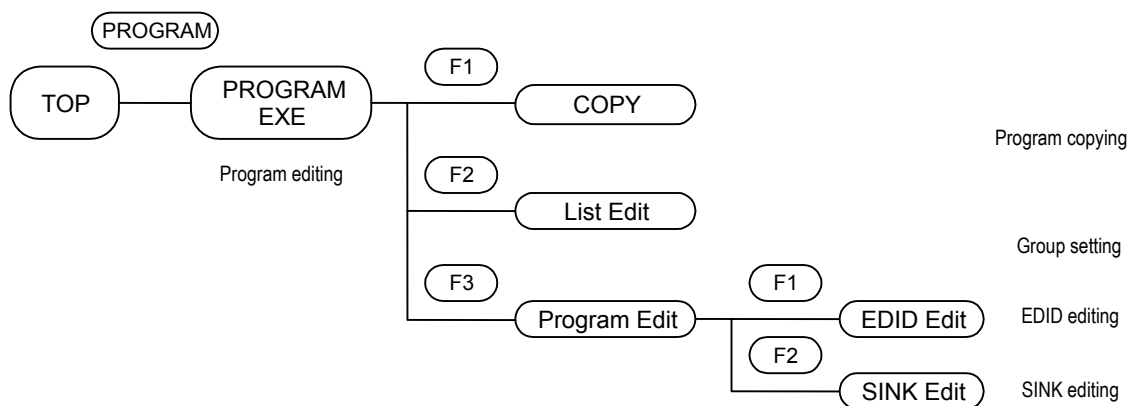 PROGRAM
F1
TOP
PROGRAM
EXE
COPY
Program copying
Program editing
F2
List Edit
Group setting
F3
F1
Program Edit
EDID Edit
EDID editing
F2
SINK Edit
SINK editing